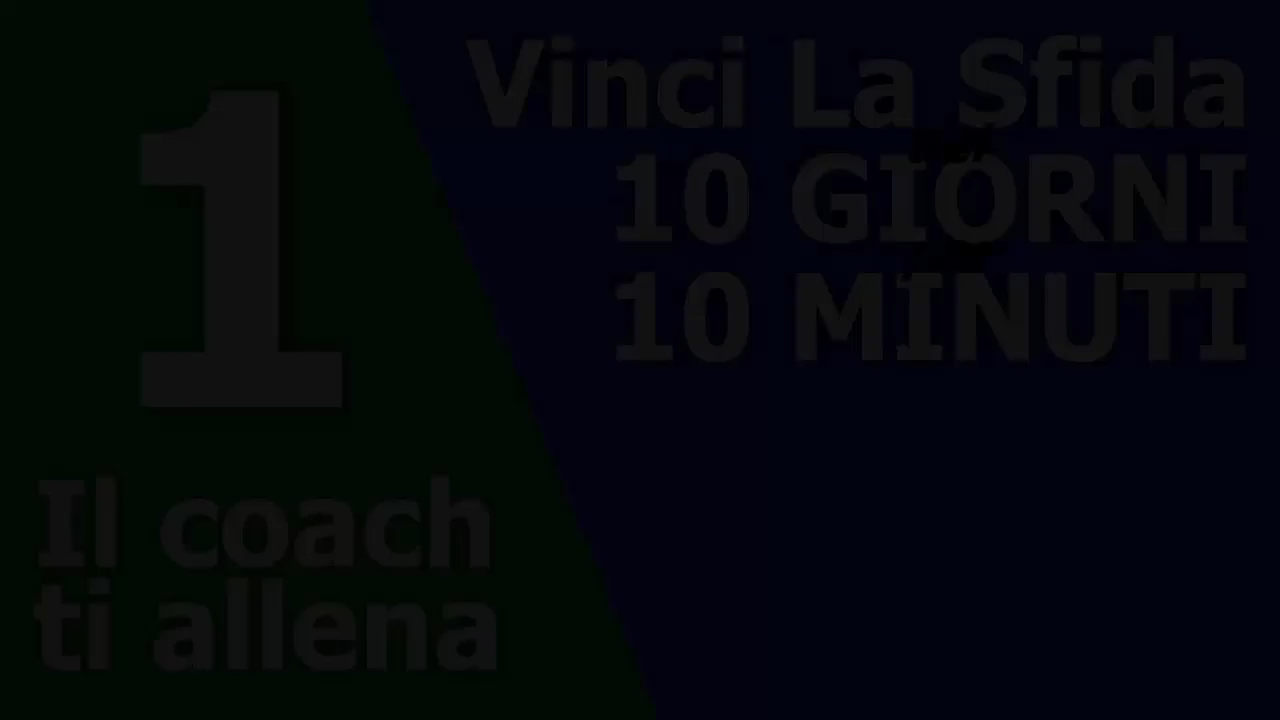 1
Il coach
ti allena
Vinci La Sfida
10 GIORNI
10 MINUTI